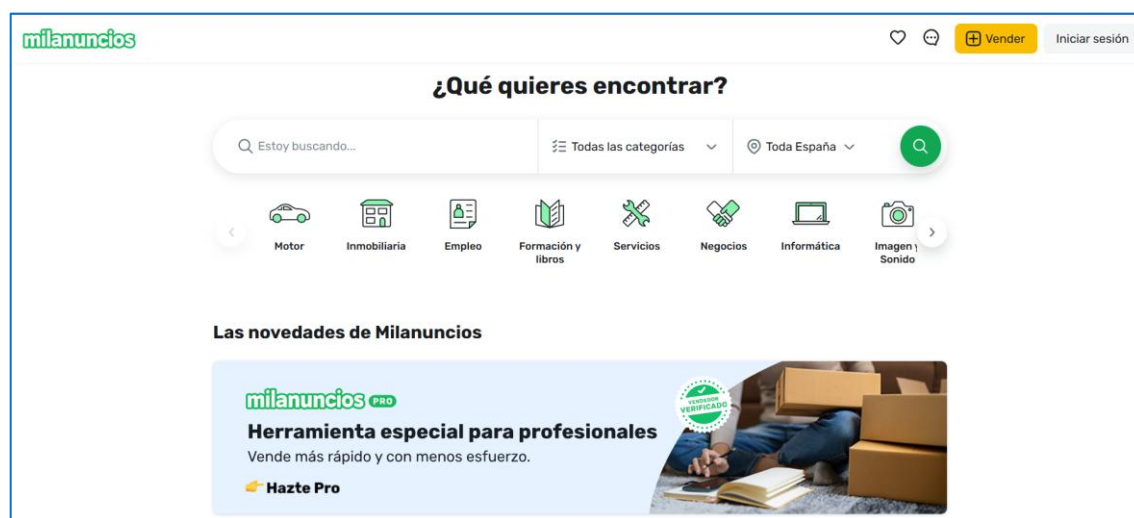 milanuncios
Vender
Iniciar sesión
¿Qué quieres encontrar?
Estoy buscando...
Todas las categorías
Toda España
Motor
Inmobiliaria
Empleo
Formación y
libros
Servicios
Negocios
Informática
Imagen y
Sonido
Las novedades de Milanuncios
milanuncios PRO
VENDEDOR
VERIFICADO
Herramienta especial para profesionales
Vende más rápido y con menos esfuerzo.
Hazte Pro